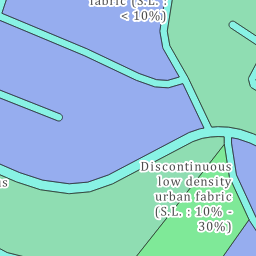 fabric (S.L. :
< 10%)
Discontinuous
low density
urban fabric
(S.L. : 10% -
30%)